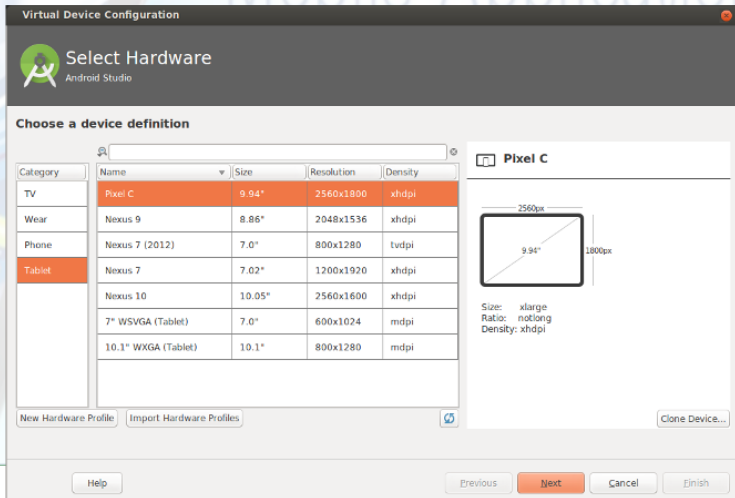 Virtual Device Configuration
Select Hardware
Android Studio
Choose a device definition
Category
TV
Wear
Phone
Tablet
Name Size Resolution Density
Pixel C 9.94" 2560x1800 xhdpi
Nexus 9 8.86" 2048x1536 xhdpi
Nexus 7 (2012) 7.0" 800x1280 tvdpi
Nexus 7 7.02" 1200x1920 xhdpi
Nexus 10 10.05" 2560x1600 xhdpi
7" WSVGA (Tablet) 7.0" 600x1024 mdpi
10.1" WXGA (Tablet) 10.1" 800x1280 mdpi
Pixel C
2560px
9.94"
1800px
Size: xlarge
Ratio: notlong
Density: xhdpi
New Hardware Profile Import Hardware Profiles
Clone Device...
Help Previous Next Cancel Finish